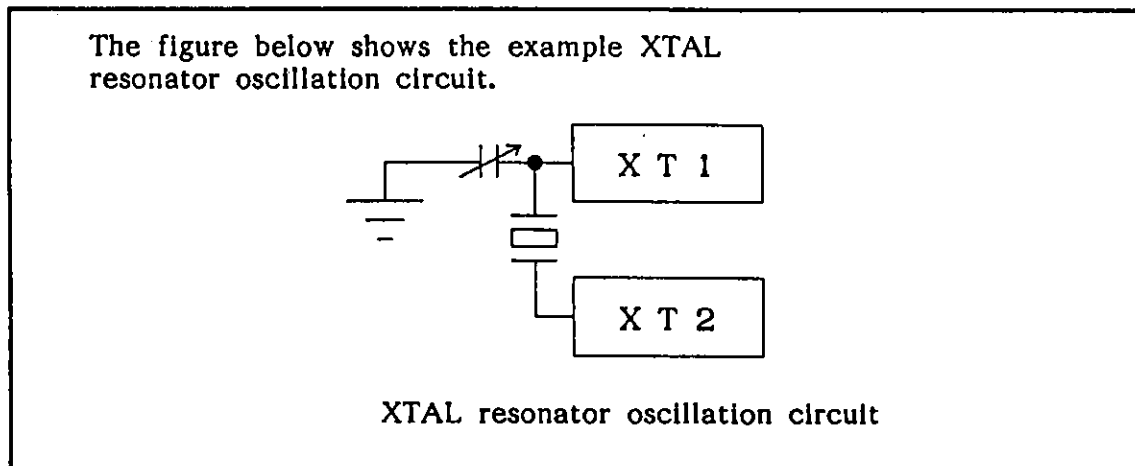 The figure below shows the example XTAL
resonator oscillation circuit.
X T 1
X T 2
XTAL resonator oscillation circuit